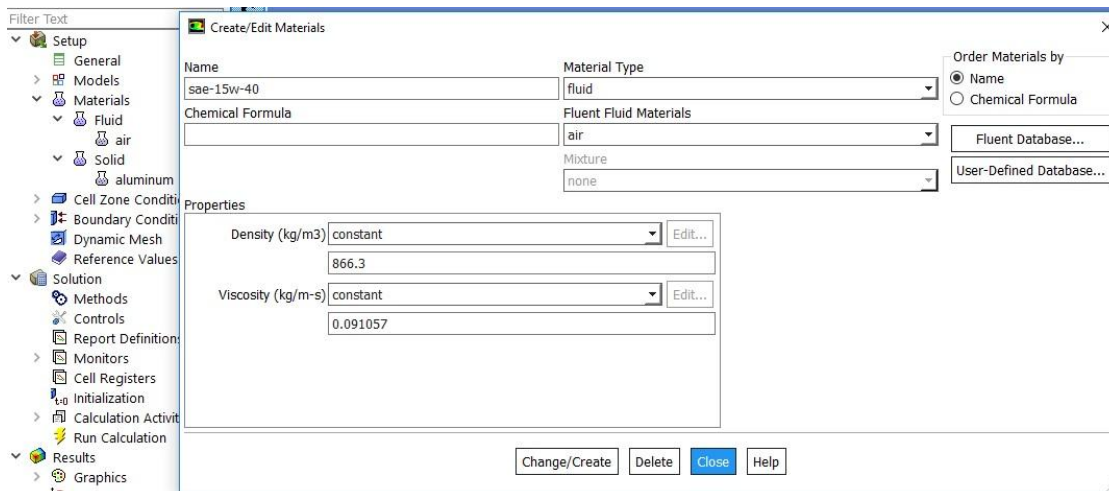 Filter Text
Setup
General
Models
Materials
Fluid
air
Solid
aluminum
Cell Zone Conditi
Boundary Conditi
Dynamic Mesh
Reference Values
Solution
Methods
Controls
Report Definition
Monitors
Cell Registers
t=0 Initialization
Calculation Activit
Run Calculation
Results
Graphics
Create/Edit Materials
Name
sae-15w-40
Chemical Formula
Material Type
fluid
Fluent Fluid Materials
air
Mixture
none
Order Materials by
Name
Chemical Formula
Fluent Database...
User-Defined Database...
Properties
Density (kg/m3) constant Edit...
866.3
Viscosity (kg/m-s) constant Edit...
0.091057
Change/Create Delete Close Help